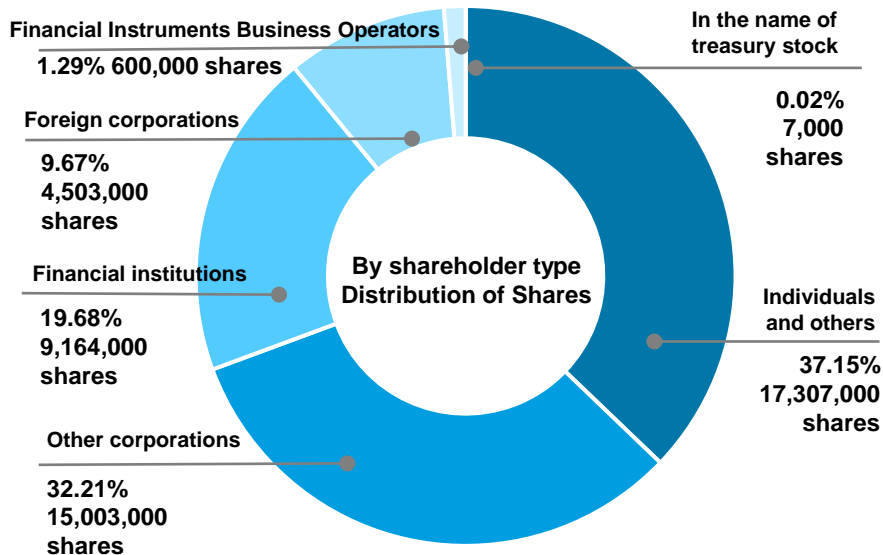 Financial Instruments Business Operators
1.29% 600,000 shares
In the name of
treasury stock
0.02%
7,000
shares
Foreign corporations
9.67%
4,503,000
shares
Financial institutions
19.68%
9,164,000
shares
By shareholder type
Distribution of Shares
Individuals
and others
37.15%
17,307,000
shares
Other corporations
32.21%
15,003,000
shares